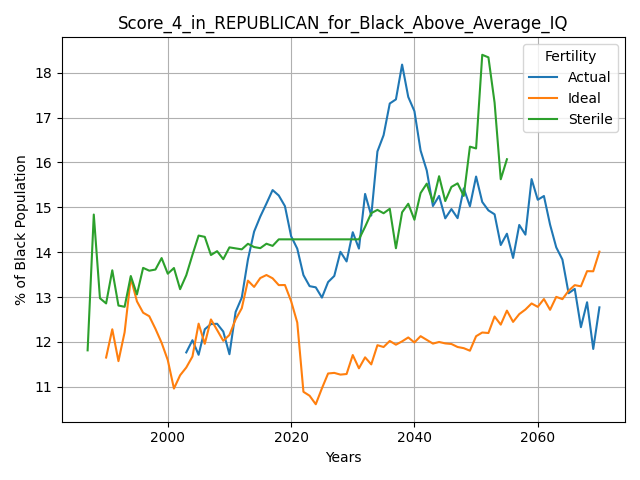 Score_4_in_REPUBLICAN_for_Black_Above_Average_IQ
Fertility
Actual
Ideal
Sterile
% of Black Population
18
17
16
15
14
13
12
11
2000
2020
2040
2060
Years